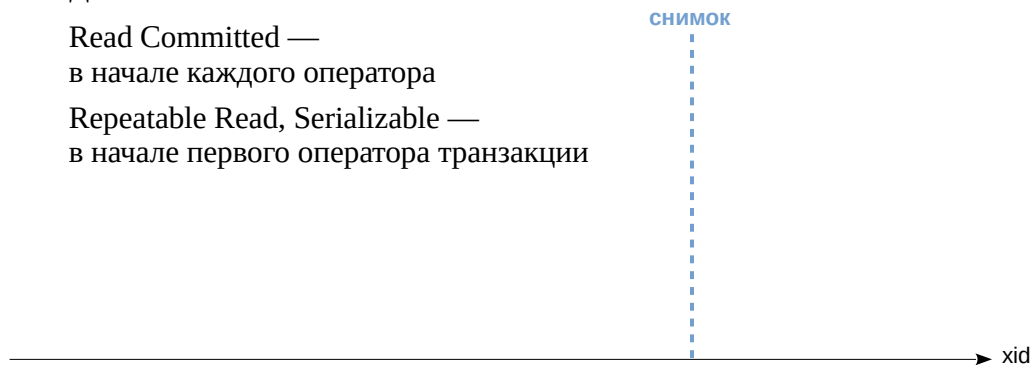 снимок
Read Committed —
в начале каждого оператора
Repeatable Read, Serializable —
в начале первого оператора транзакции
xid